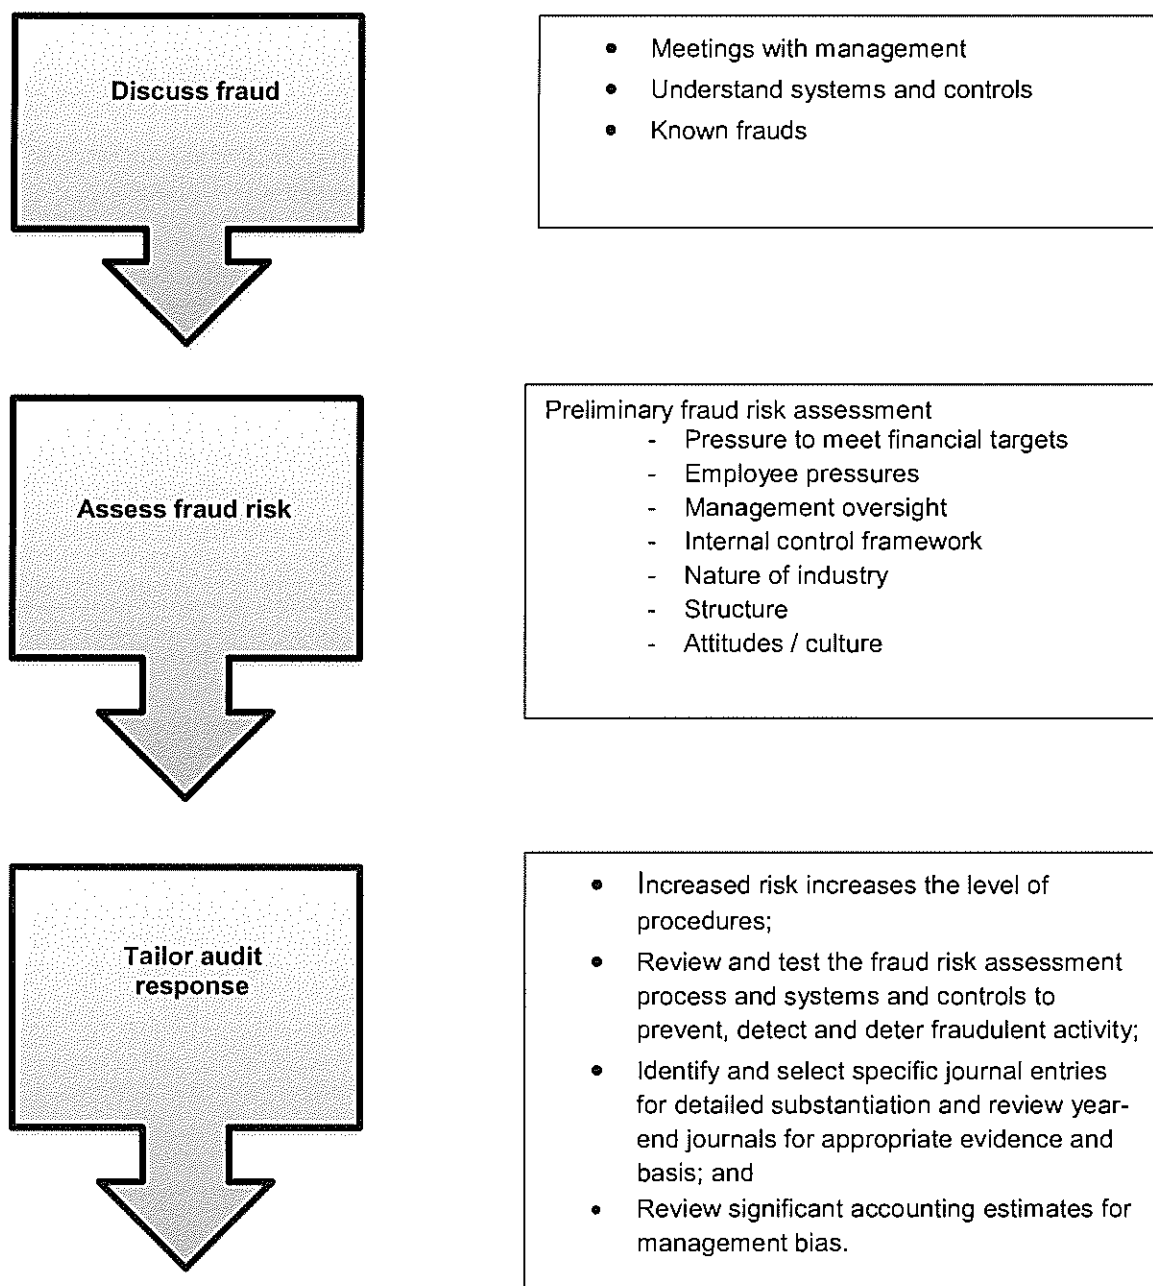 Discuss fraud
• Meetings with management
• Understand systems and controls
• Known frauds
Assess fraud risk
Preliminary fraud risk assessment
- Pressure to meet financial targets
- Employee pressures
- Management oversight
- Internal control framework
- Nature of industry
- Structure
- Attitudes / culture
Tailor audit
response
• Increased risk increases the level of
procedures;
• Review and test the fraud risk assessment
process and systems and controls to
prevent, detect and deter fraudulent activity;
• Identify and select specific journal entries
for detailed substantiation and review year-
end journals for appropriate evidence and
basis; and
• Review significant accounting estimates for
management bias.